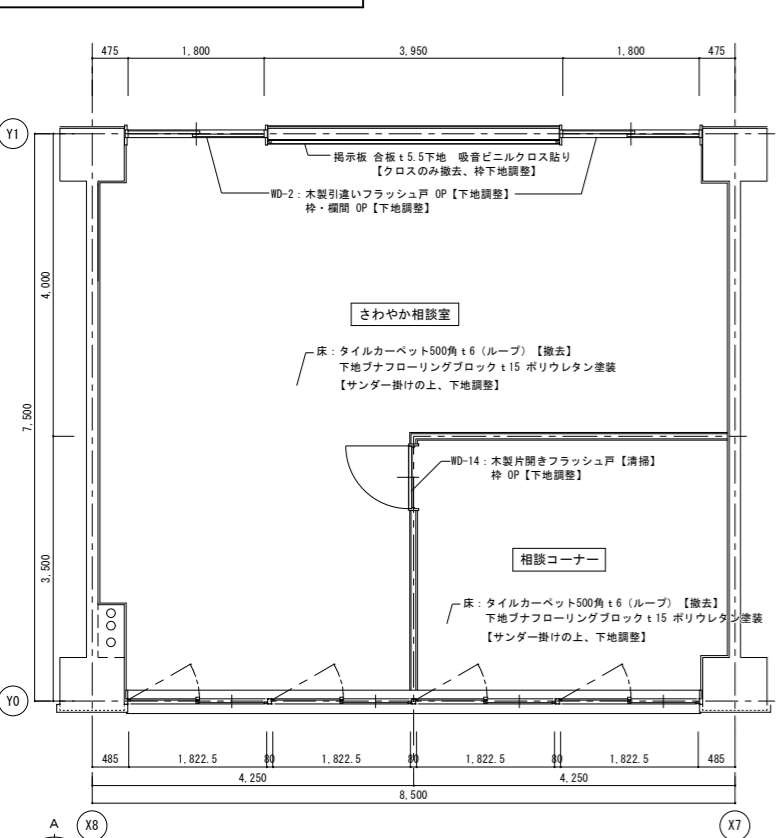 475 1,800 3,950 1,800 475
Y1
掲示板 合板ｔ5.5下地 吸音ビニルクロス貼り
【クロスのみ撤去、枠下地調整】
WD-2：木製引違いフラッシュ戸 OP【下地調整】
枠・欄間 OP【下地調整】
4,000
さわやか相談室
床：タイルカーペット500角ｔ6（ループ）【撤去】
下地ブナフローリングブロックｔ15 ポリウレタン塗装
【サンダー掛けの上、下地調整】
7,500
WD-14：木製片開きフラッシュ戸【清掃】
枠 OP【下地調整】
3,500
相談コーナー
床：タイルカーペット500角ｔ6（ループ）【撤去】
下地ブナフローリングブロックｔ15 ポリウレタン塗装
【サンダー掛けの上、下地調整】
Y0
485 1,822.5 80 1,822.5 80 1,822.5 80 1,822.5 485
4,250 4,250
8,500
A
X8 X7